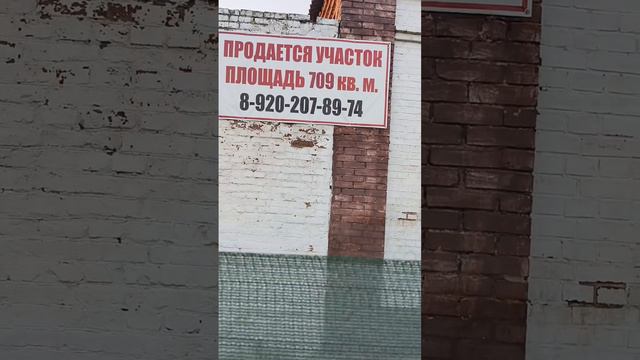 ПРОДАЕТСЯ УЧАСТОК
ПЛОЩАДЬ 709 КВ. М.
8-920-207-89-74